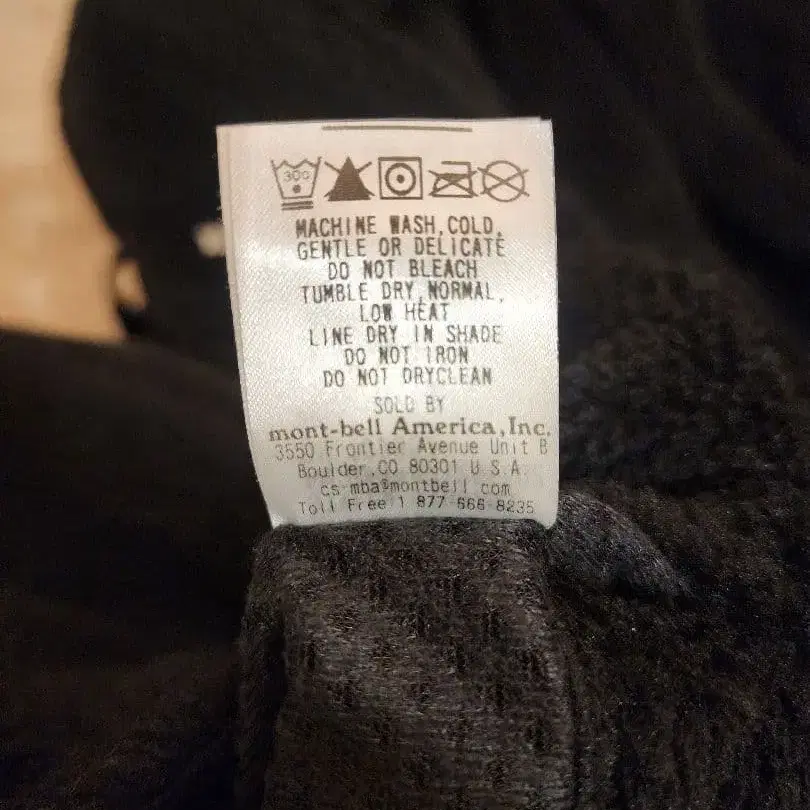 30c
MACHINE WASH,COLD,
GENTLE OR DELICATE
DO NOT BLEACH
TUMBLE DRY,NORMAL,
LOW HEAT
LINE DRY IN SHADE
DO NOT IRON
DO NOT DRYCLEAN
SOLD BY
mont-bell America,Inc.
3550 Frontier Avenue Unit B
Boulder,CO 80301 U.S.A.
cs-mba@montbell.com
Toll Free 1 877-666-8235